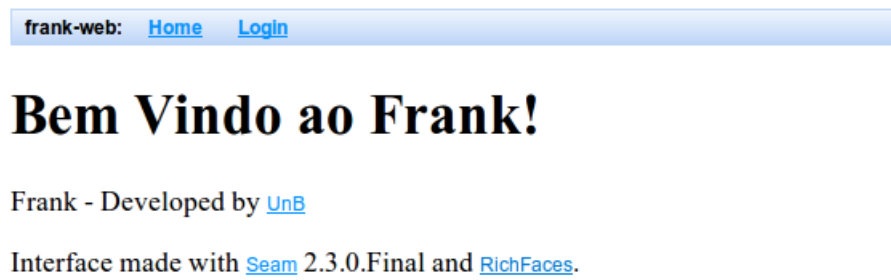 frank-web: Home Login
Bem Vindo ao Frank!
Frank - Developed by UnB
Interface made with Seam 2.3.0.Final and RichFaces.